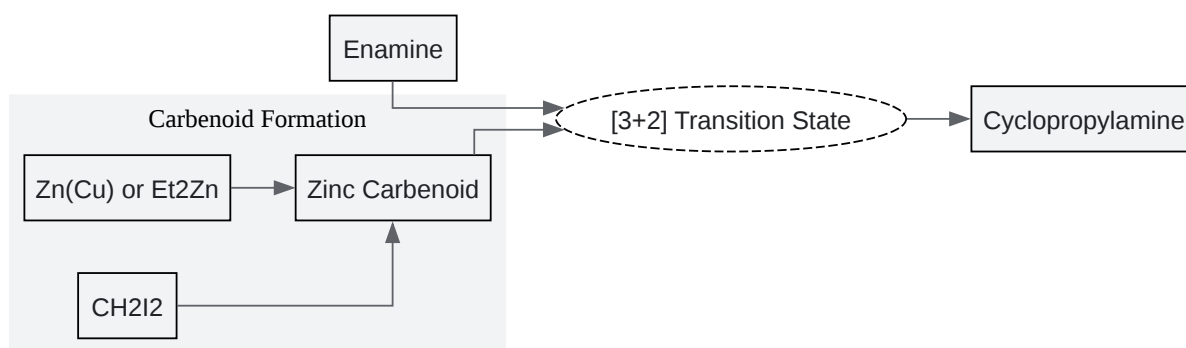 Enamine
Carbenoid Formation
[3+2] Transition State
Cyclopropylamine
Zn(Cu) or Et2Zn
Zinc Carbenoid
CH2I2